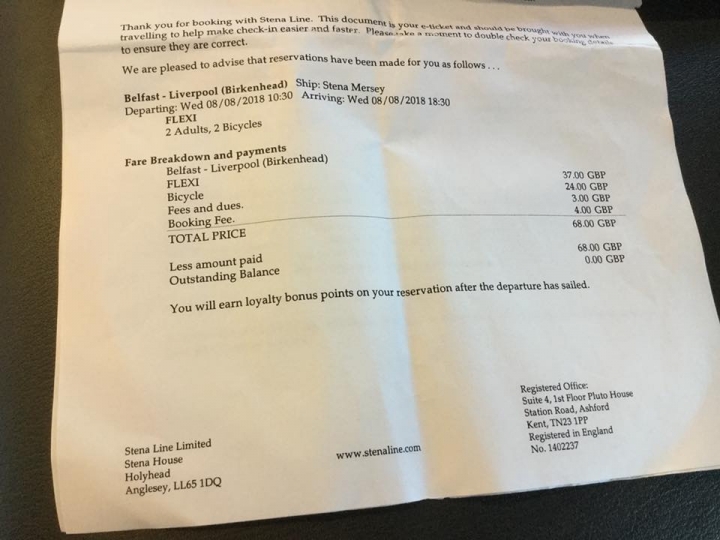 Thank you for booking with Stena Line. This document is your e-ticket and should be brought with you when
travelling to help make check-in easier and faster. Please take a moment to double check your booking details
to ensure they are correct.
We are pleased to advise that reservations have been made for you as follows . . .
Belfast - Liverpool (Birkenhead) Ship: Stena Mersey
Departing: Wed 08/08/2018 10:30 Arriving: Wed 08/08/2018 18:30
FLEXI
2 Adults, 2 Bicycles
Fare Breakdown and payments
Belfast - Liverpool (Birkenhead)
FLEXI 37.00 GBP
Bicycle 24.00 GBP
Fees and dues. 3.00 GBP
Booking Fee. 4.00 GBP
TOTAL PRICE 68.00 GBP
Less amount paid 68.00 GBP
Outstanding Balance 0.00 GBP
You will earn loyalty bonus points on your reservation after the departure has sailed.
Stena Line Limited
Stena House
Holyhead
Anglesey, LL65 1DQ
www.stenaline.com
Registered Office:
Suite 4, 1st Floor Pluto House
Station Road, Ashford
Kent, TN23 1PP
Registered in England
No. 1402237